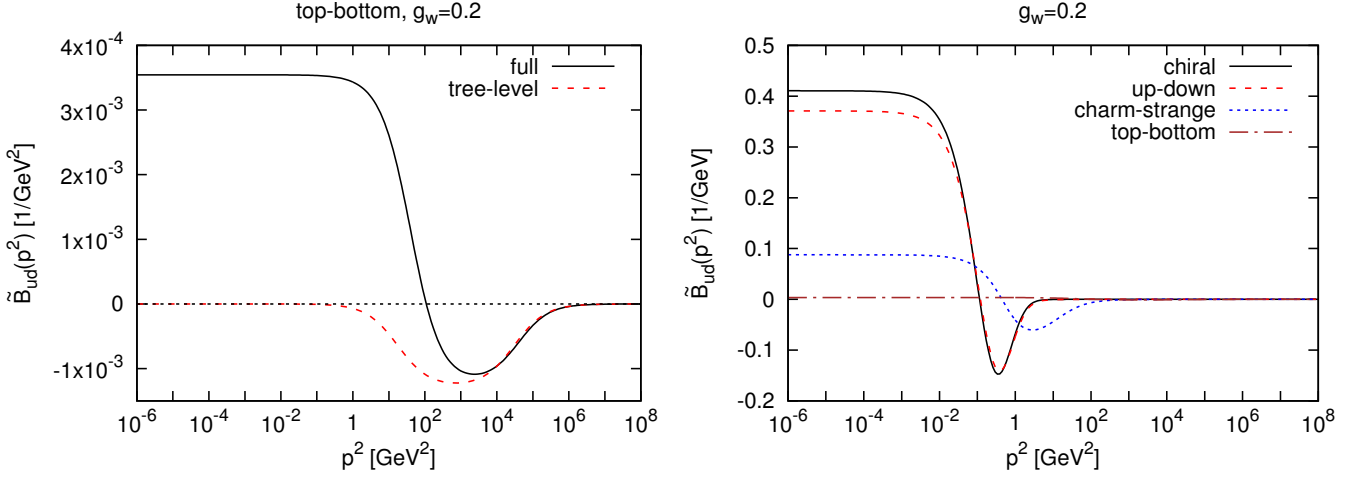 top-bottom, g_w=0.2
4x10^-4
3x10^-3
2x10^-3
1x10^-3
0
-1x10^-3
B̃_ud(p^2) [1/GeV^2]
full
tree-level
10^-6
10^-4
10^-2
1
10^2
10^4
10^6
10^8
p^2 [GeV^2]
g_w=0.2
0.5
0.4
0.3
0.2
0.1
0
-0.1
-0.2
B̃_ud(p^2) [1/GeV]
chiral
up-down
charm-strange
top-bottom
10^-6
10^-4
10^-2
1
10^2
10^4
10^6
10^8
p^2 [GeV^2]